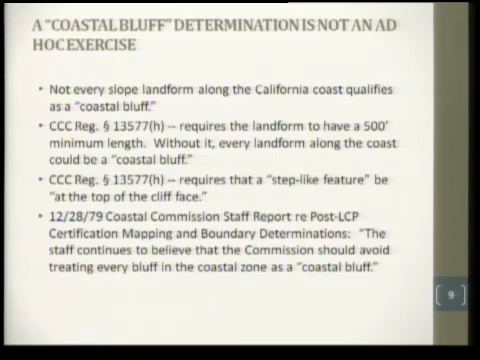 A “COASTAL BLUFF” DETERMINATION IS NOT AN AD
HOC EXERCISE
• Not every slope landform along the California coast qualifies
as a “coastal bluff.”
• CCC Reg. § 13577(h) -- requires the landform to have a 500’
minimum length. Without it, every landform along the coast
could be a “coastal bluff.”
• CCC Reg. § 13577(h) -- requires that a “step-like feature” be
“at the top of the cliff face.”
• 12/28/79 Coastal Commission Staff Report re Post-LCP
Certification Mapping and Boundary Determinations: “The
staff continues to believe that the Commission should avoid
treating every bluff in the coastal zone as a “coastal bluff.”
9